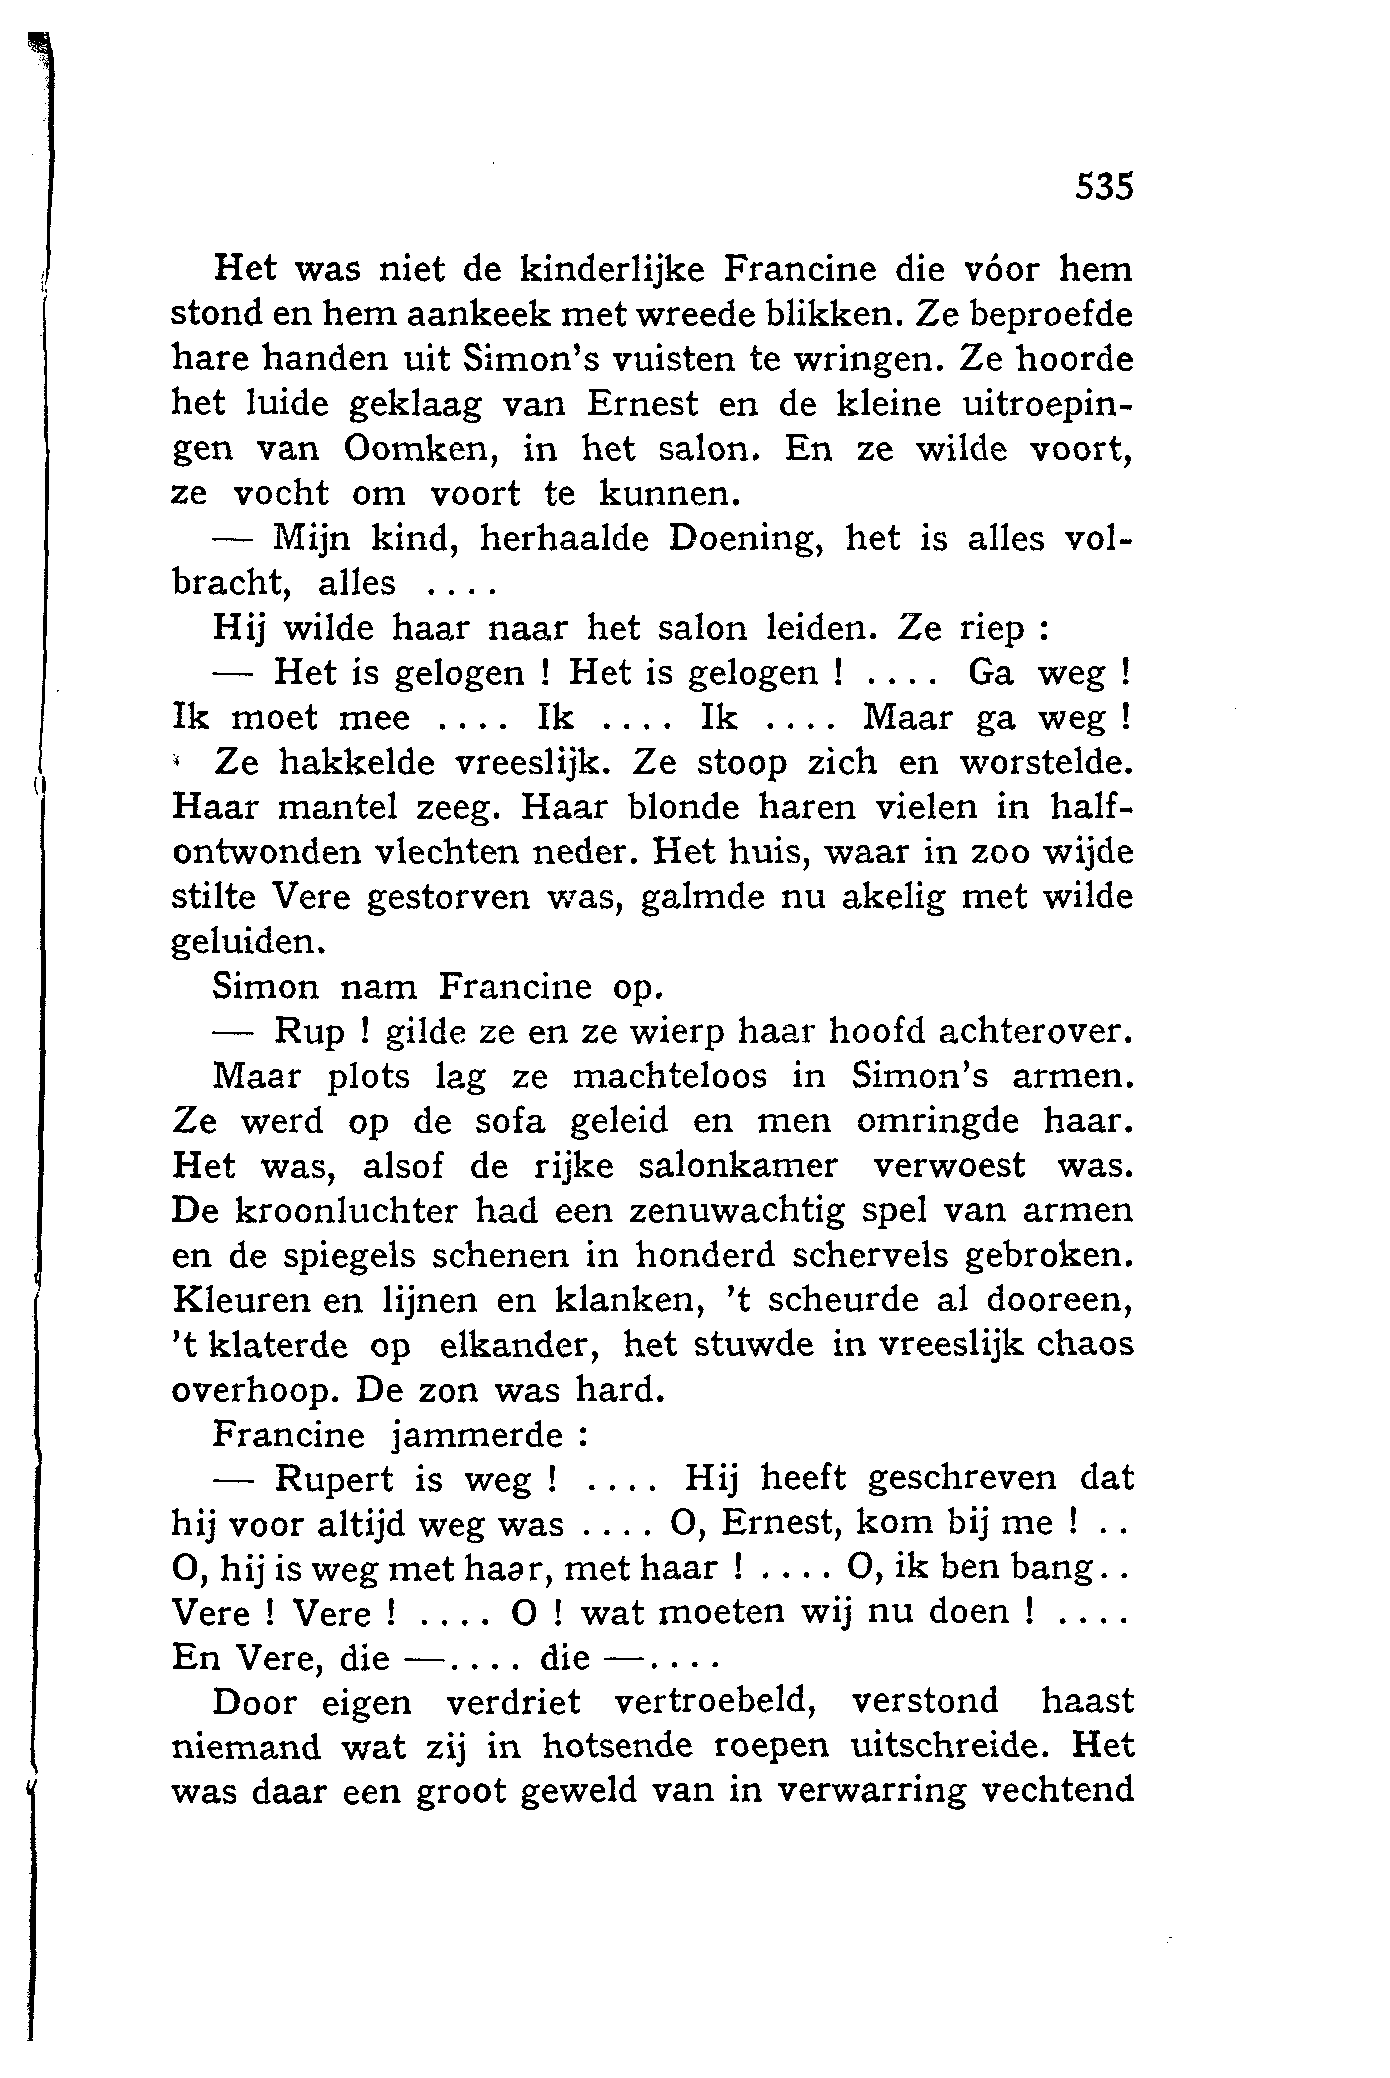 535
Het was niet de kinderlijke Francine die vóor hem
stond en hem aankeek met wreede blikken. Ze beproefde
hare handen uit Simon's vuisten te wringen. Ze hoorde
het luide geklaag van Ernest en de kleine uitroepin-
gen van Oomken, in het salon. En ze wilde voort,
ze vocht om voort te kunnen.
— Mijn kind, herhaalde Doening, het is alles vol-
bracht, alles ....
Hij wilde haar naar het salon leiden. Ze riep :
— Het is gelogen ! Het is gelogen ! .... Ga weg !
Ik moet mee .... Ik .... Ik .... Maar ga weg !
Ze hakkelde vreeslijk. Ze stoop zich en worstelde.
Haar mantel zeeg. Haar blonde haren vielen in half-
ontwonden vlechten neder. Het huis, waar in zoo wijde
stilte Vere gestorven was, galmde nu akelig met wilde
geluiden.
Simon nam Francine op.
— Rup ! gilde ze en ze wierp haar hoofd achterover.
Maar plots lag ze machteloos in Simon's armen.
Ze werd op de sofa geleid en men omringde haar.
Het was, alsof de rijke salonkamer verwoest was.
De kroonluchter had een zenuwachtig spel van armen
en de spiegels schenen in honderd schervels gebroken.
Kleuren en lijnen en klanken, 't scheurde al dooreen,
't klaterde op elkander, het stuwde in vreeslijk chaos
overhoop. De zon was hard.
Francine jammerde :
— Rupert is weg ! .... Hij heeft geschreven dat
hij voor altijd weg was .... O, Ernest, kom bij me ! ..
O, hij is weg met haar, met haar ! .... O, ik ben bang..
Vere ! Vere ! .... O ! wat moeten wij nu doen ! ....
En Vere, die —.... die —....
Door eigen verdriet vertroebeld, verstond haast
niemand wat zij in hotsende roepen uitschreide. Het
was daar een groot geweld van in verwarring vechtend